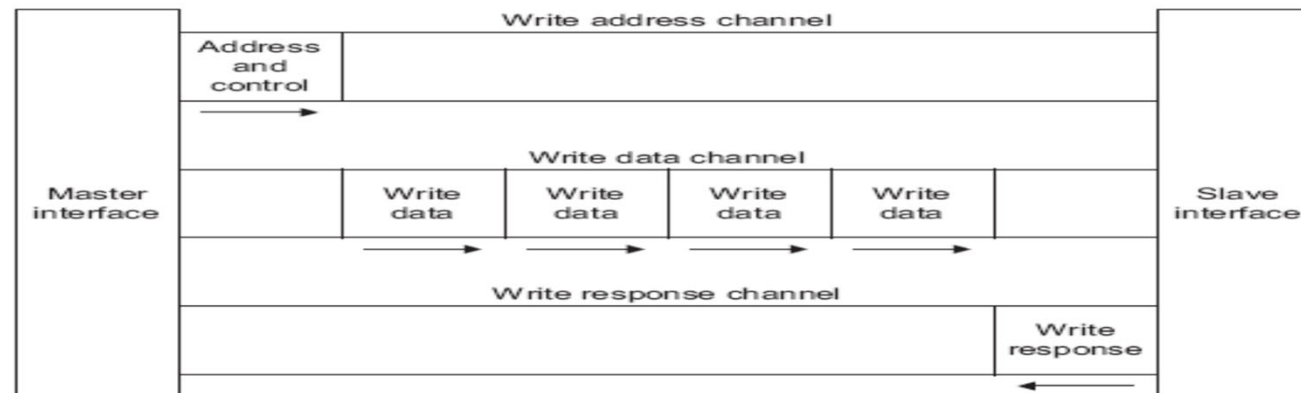 Write address channel
Address
and
control
Write data channel
Master
interface
Write
data
Write
data
Write
data
Write
data
Slave
interface
Write response channel
Write
response